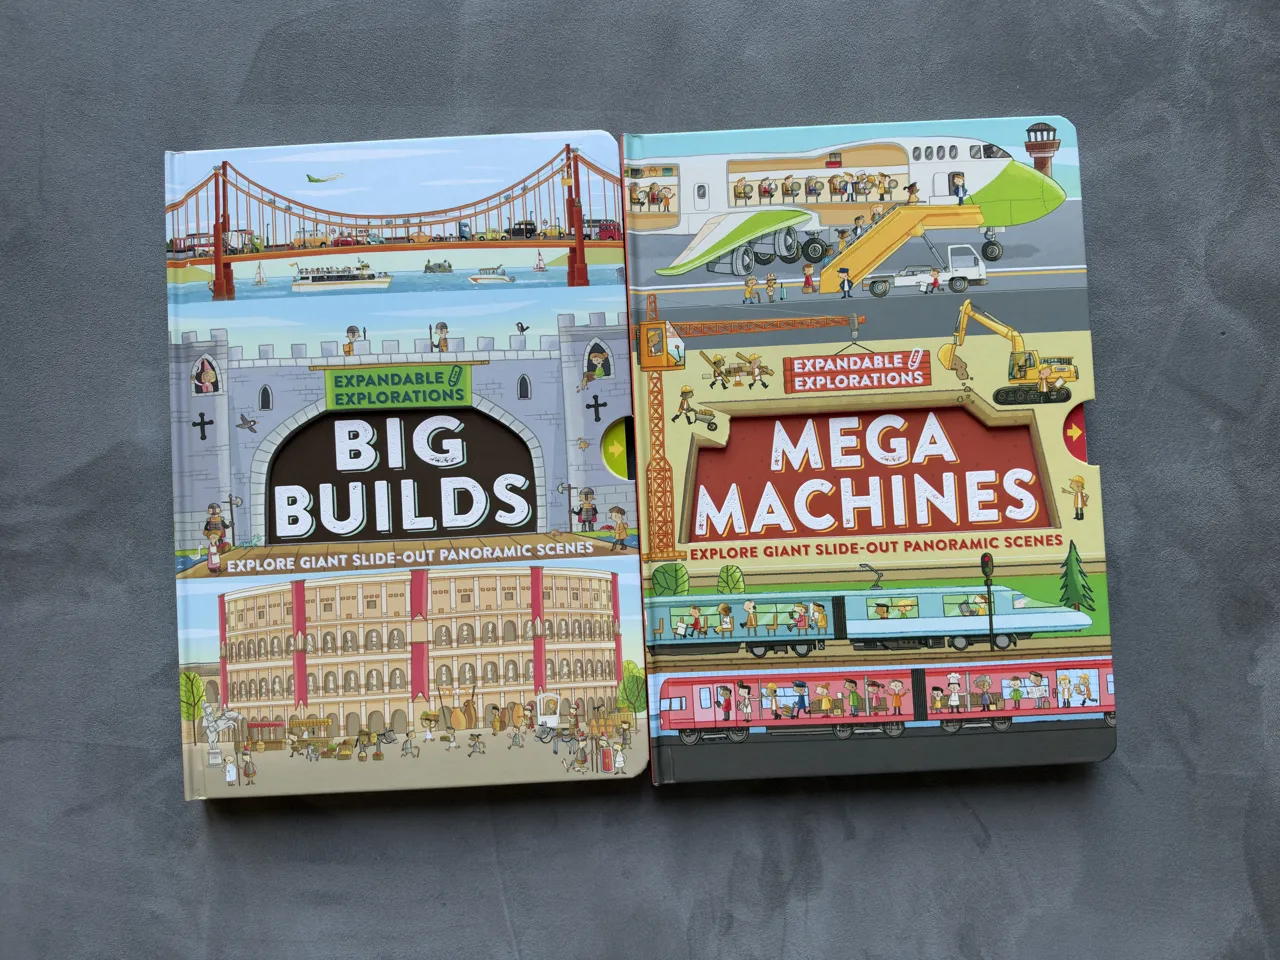 EXPANDABLE
EXPLORATIONS
BIG
BUILDS
EXPLORE GIANT SLIDE-OUT PANORAMIC SCENES
EXPANDABLE
EXPLORATIONS
MEGA
MACHINES
EXPLORE GIANT SLIDE-OUT PANORAMIC SCENES